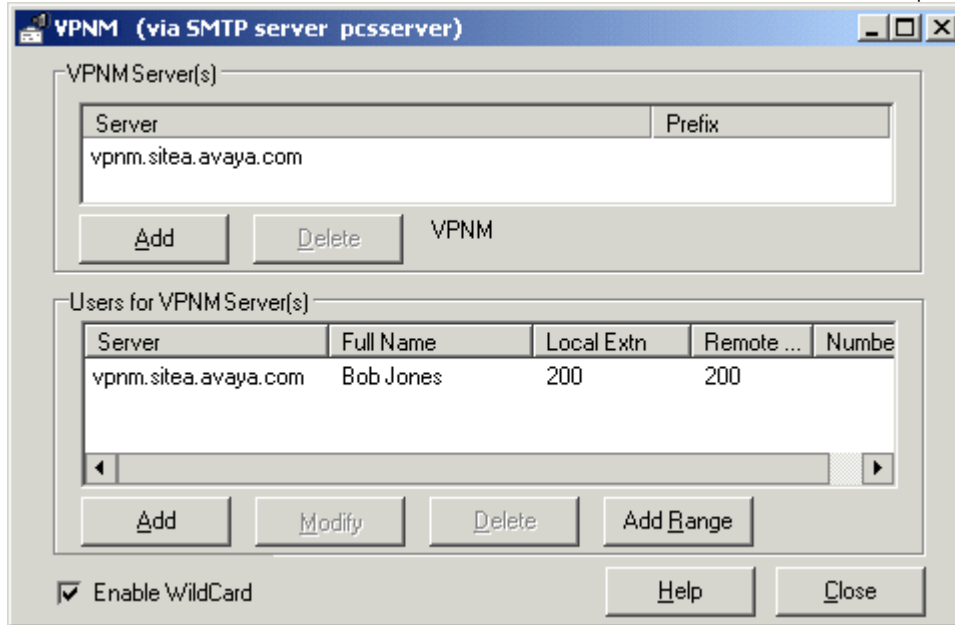 VPNM (via SMTP server pcsserver)
VPNM Server(s)
Server Prefix
vpnm.sitea.avaya.com
Add Delete VPNM
Users for VPNM Server(s)
Server Full Name Local Extn Remote ... Numbe
vpnm.sitea.avaya.com Bob Jones 200 200
Add Modify Delete Add Range
Enable WildCard Help Close